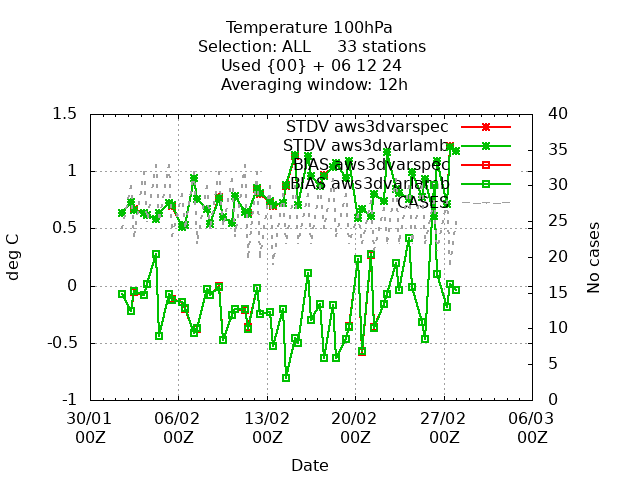 Temperature 100hPa
Selection: ALL 33 stations
Used {00} + 06 12 24
Averaging window: 12h
STDV aws3dvarspec
STDV aws3dvarlamb
BIAS aws3dvarspec
BIAS aws3dvarlamb
CASES
1.5
1
0.5
0
-0.5
-1
deg C
40
35
30
25
20
15
10
5
0
No cases
30/01 06/02 13/02 20/02 27/02 06/03
00Z 00Z 00Z 00Z 00Z 00Z
Date